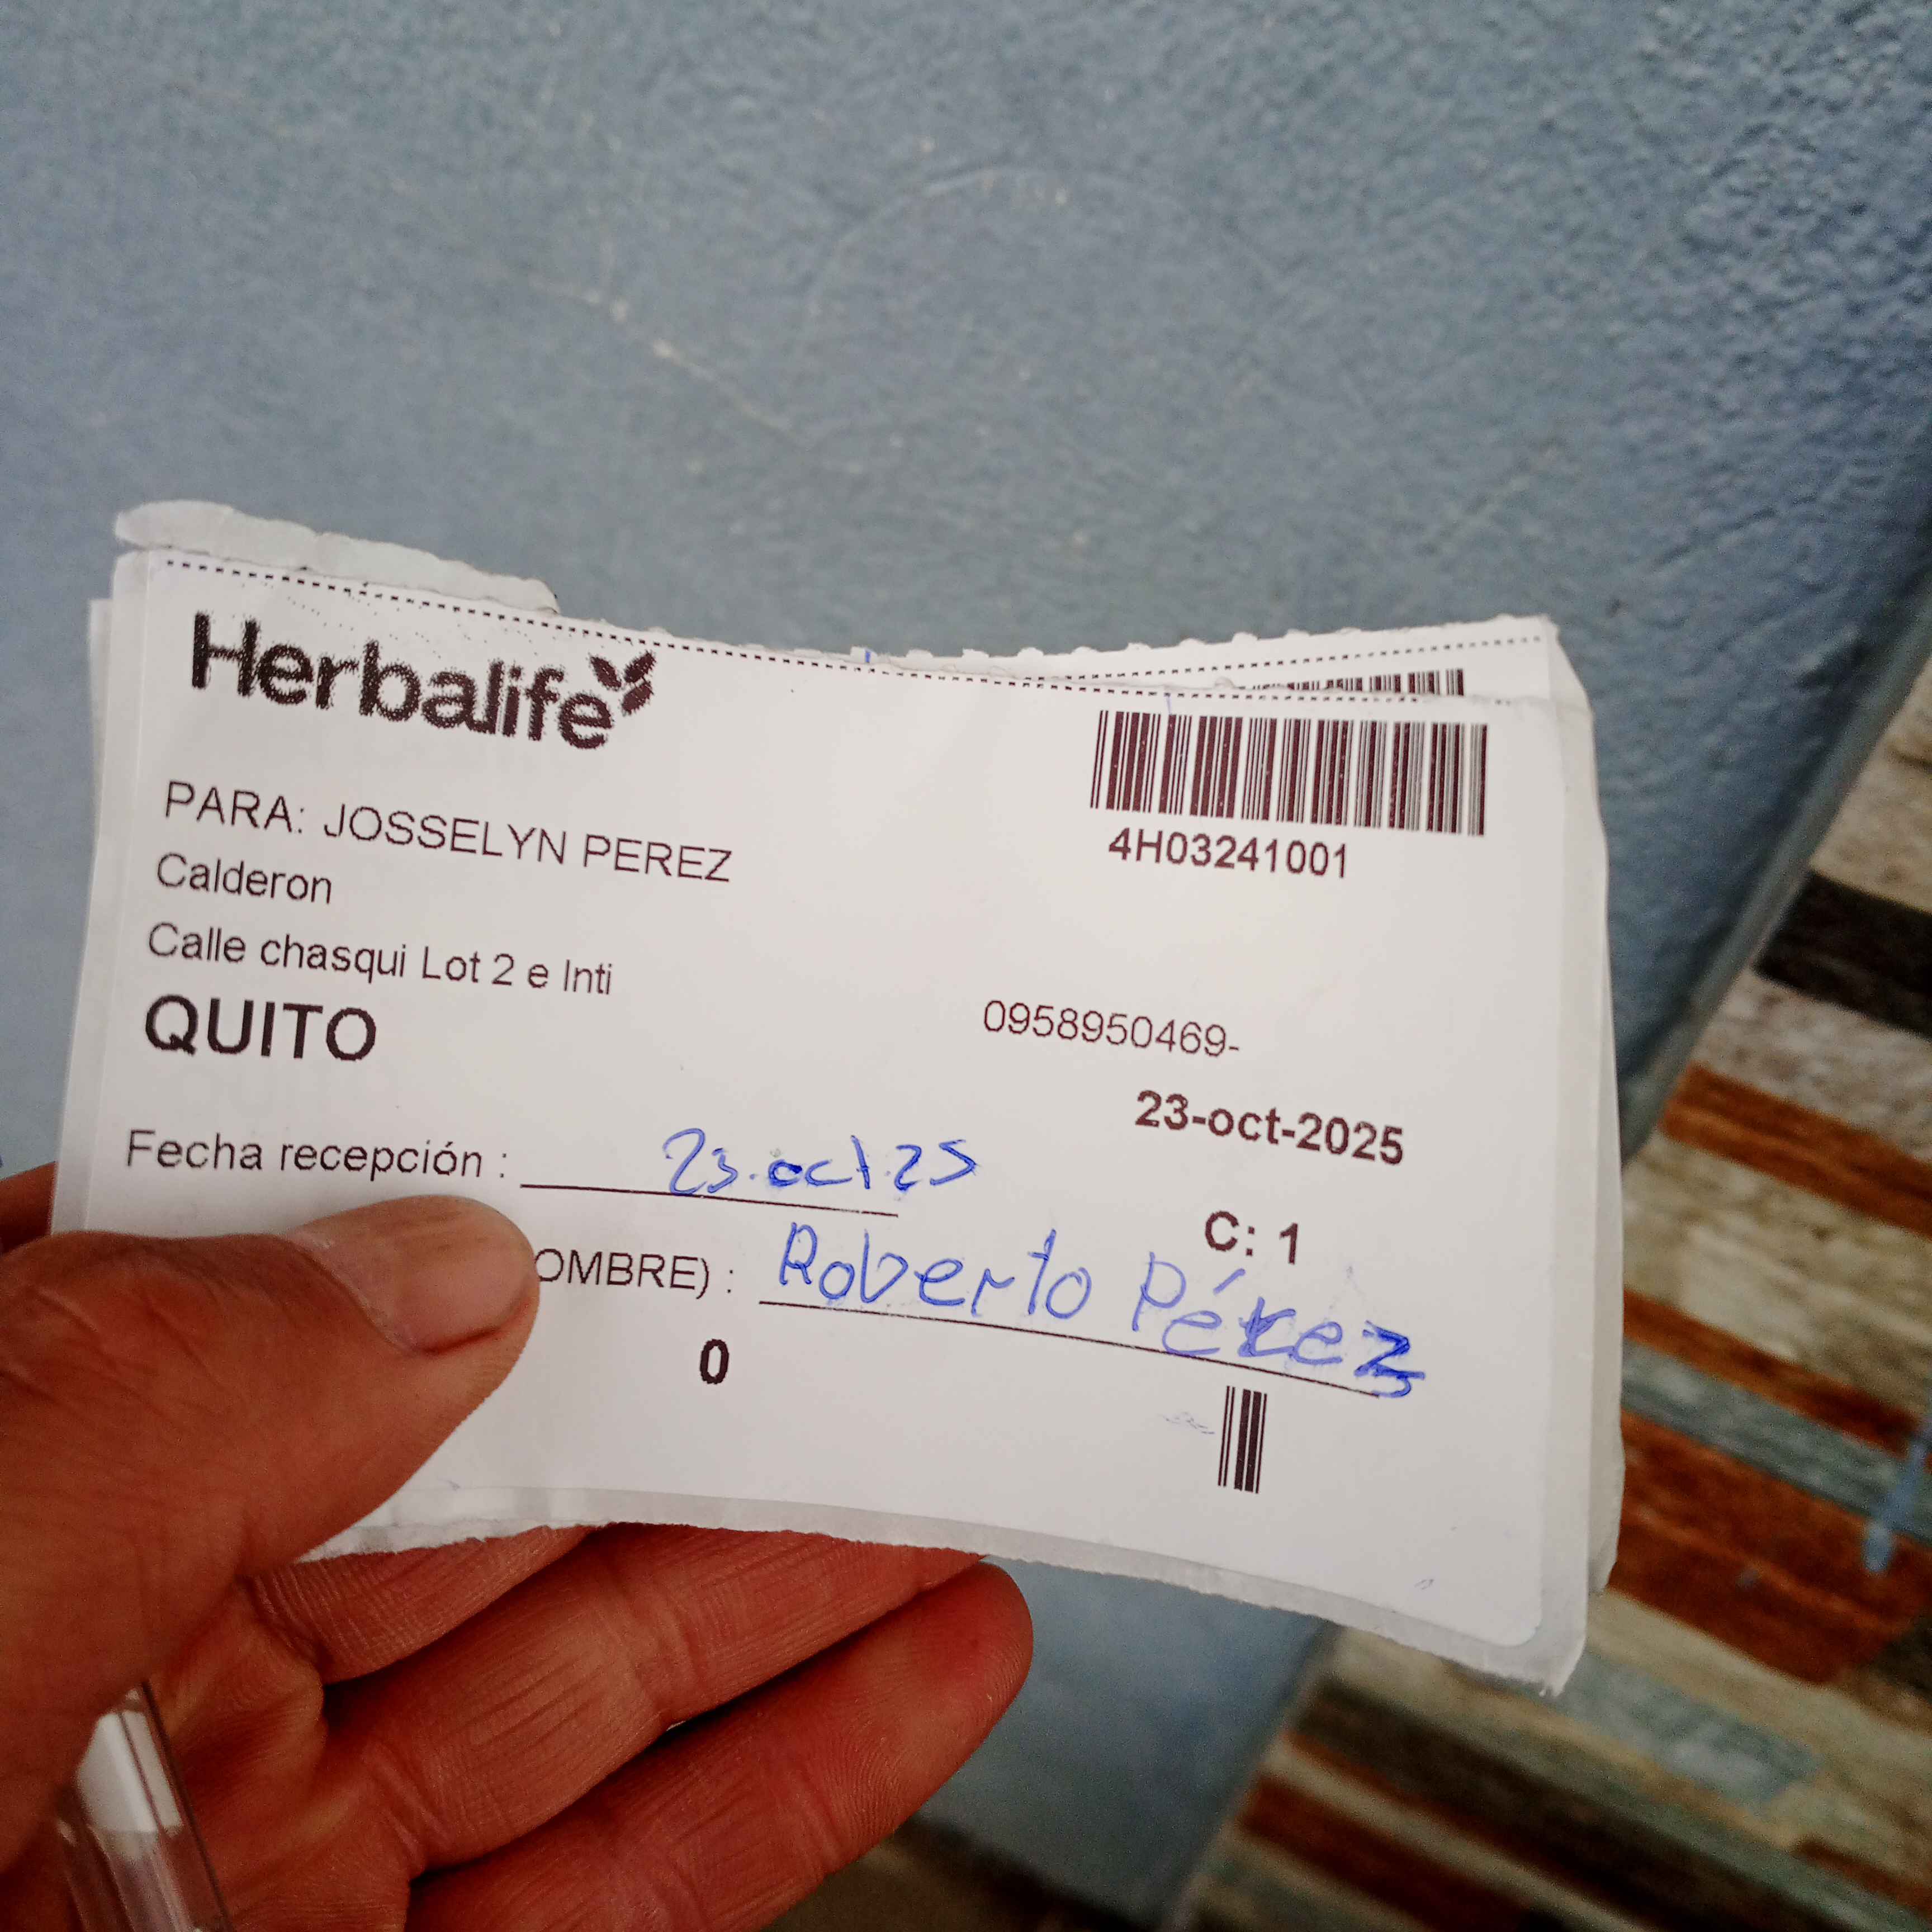 Herbalife
4H03241001
PARA: JOSSELYN PEREZ
Calderon
Calle chasqui Lot 2 e Inti
QUITO
0958950469-
23-oct-2025
Fecha recepción : 23.oct.25
C: 1
OMBRE) : Roberto Pérez
0